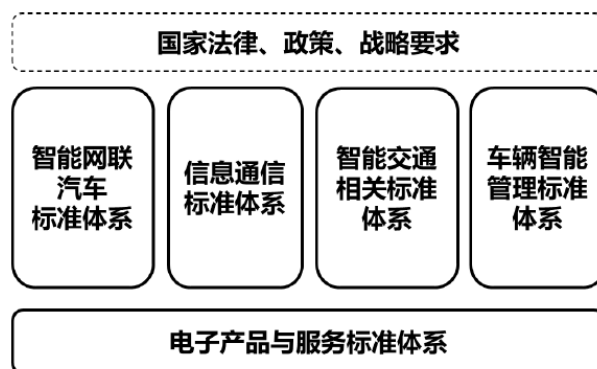 国家法律、政策、战略要求
智能网联
汽车
标准体系
信息通信
标准体系
智能交通
相关标准
体系
车辆智能
管理标准
体系
电子产品与服务标准体系